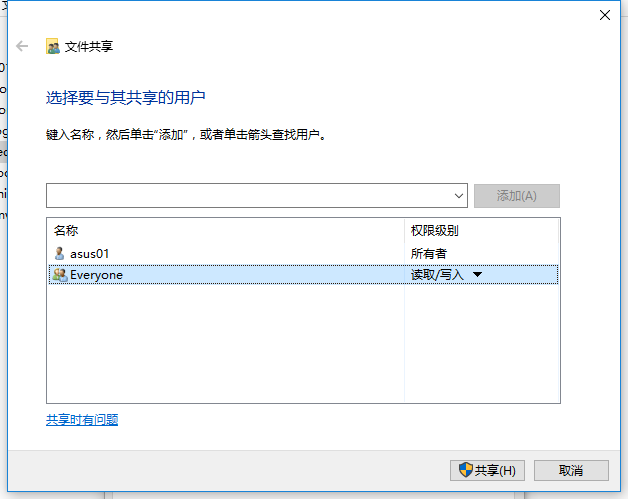 文件共享
选择要与其共享的用户
键入名称，然后单击"添加"，或者单击箭头查找用户。
添加(A)
名称 权限级别
asus01 所有者
Everyone 读取/写入
共享时有问题
共享(H) 取消